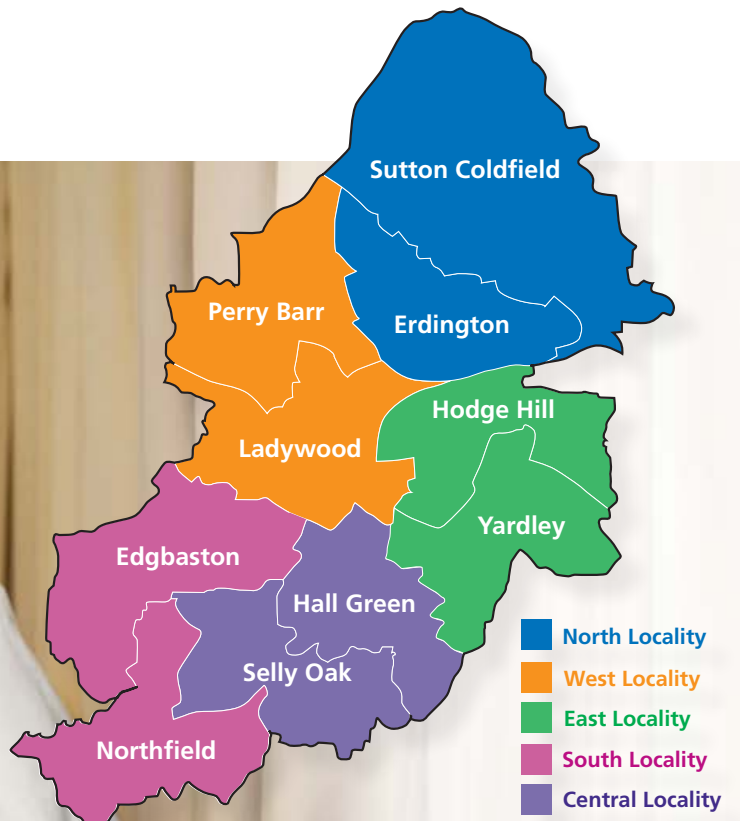 Sutton Coldfield
Perry Barr
Erdington
Hodge Hill
Ladywood
Yardley
Edgbaston
Hall Green
Selly Oak
Northfield
North Locality
West Locality
East Locality
South Locality
Central Locality